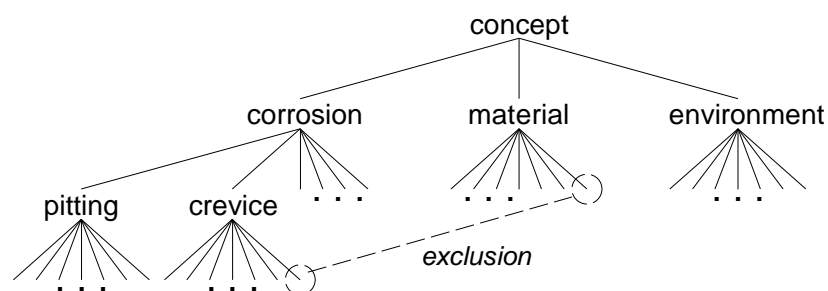 concept
corrosion material environment
. . . . . . . . .
pitting crevice
exclusion
. . . . . .